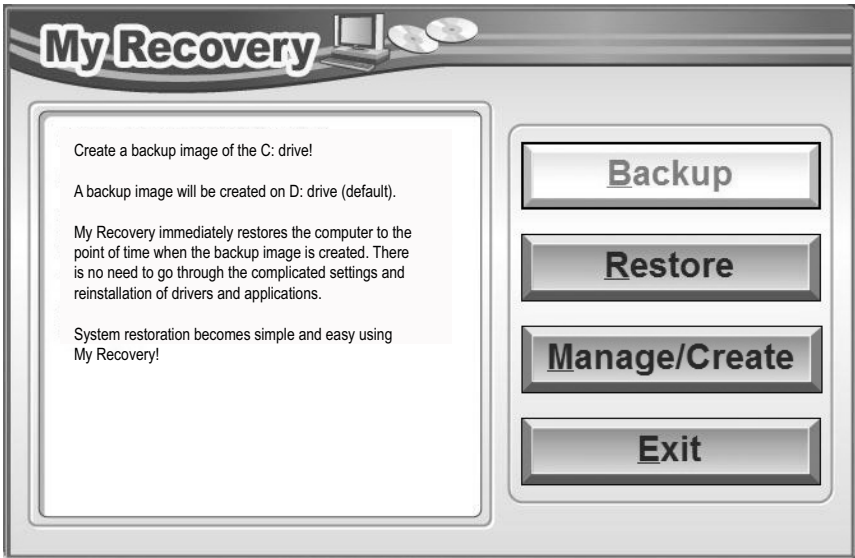 My Recovery
Create a backup image of the C: drive!
A backup image will be created on D: drive (default).
My Recovery immediately restores the computer to the
point of time when the backup image is created. There
is no need to go through the complicated settings and
reinstallation of drivers and applications.
System restoration becomes simple and easy using
My Recovery!
Backup
Restore
Manage/Create
Exit